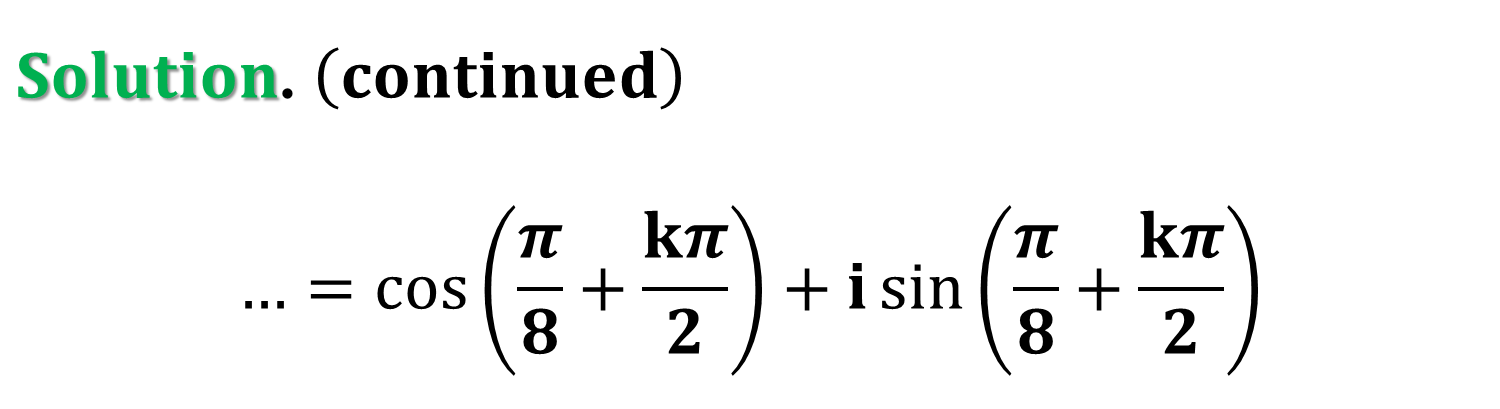 Solution. (continued)
... = cos(π/8 + kπ/2) + i sin(π/8 + kπ/2)